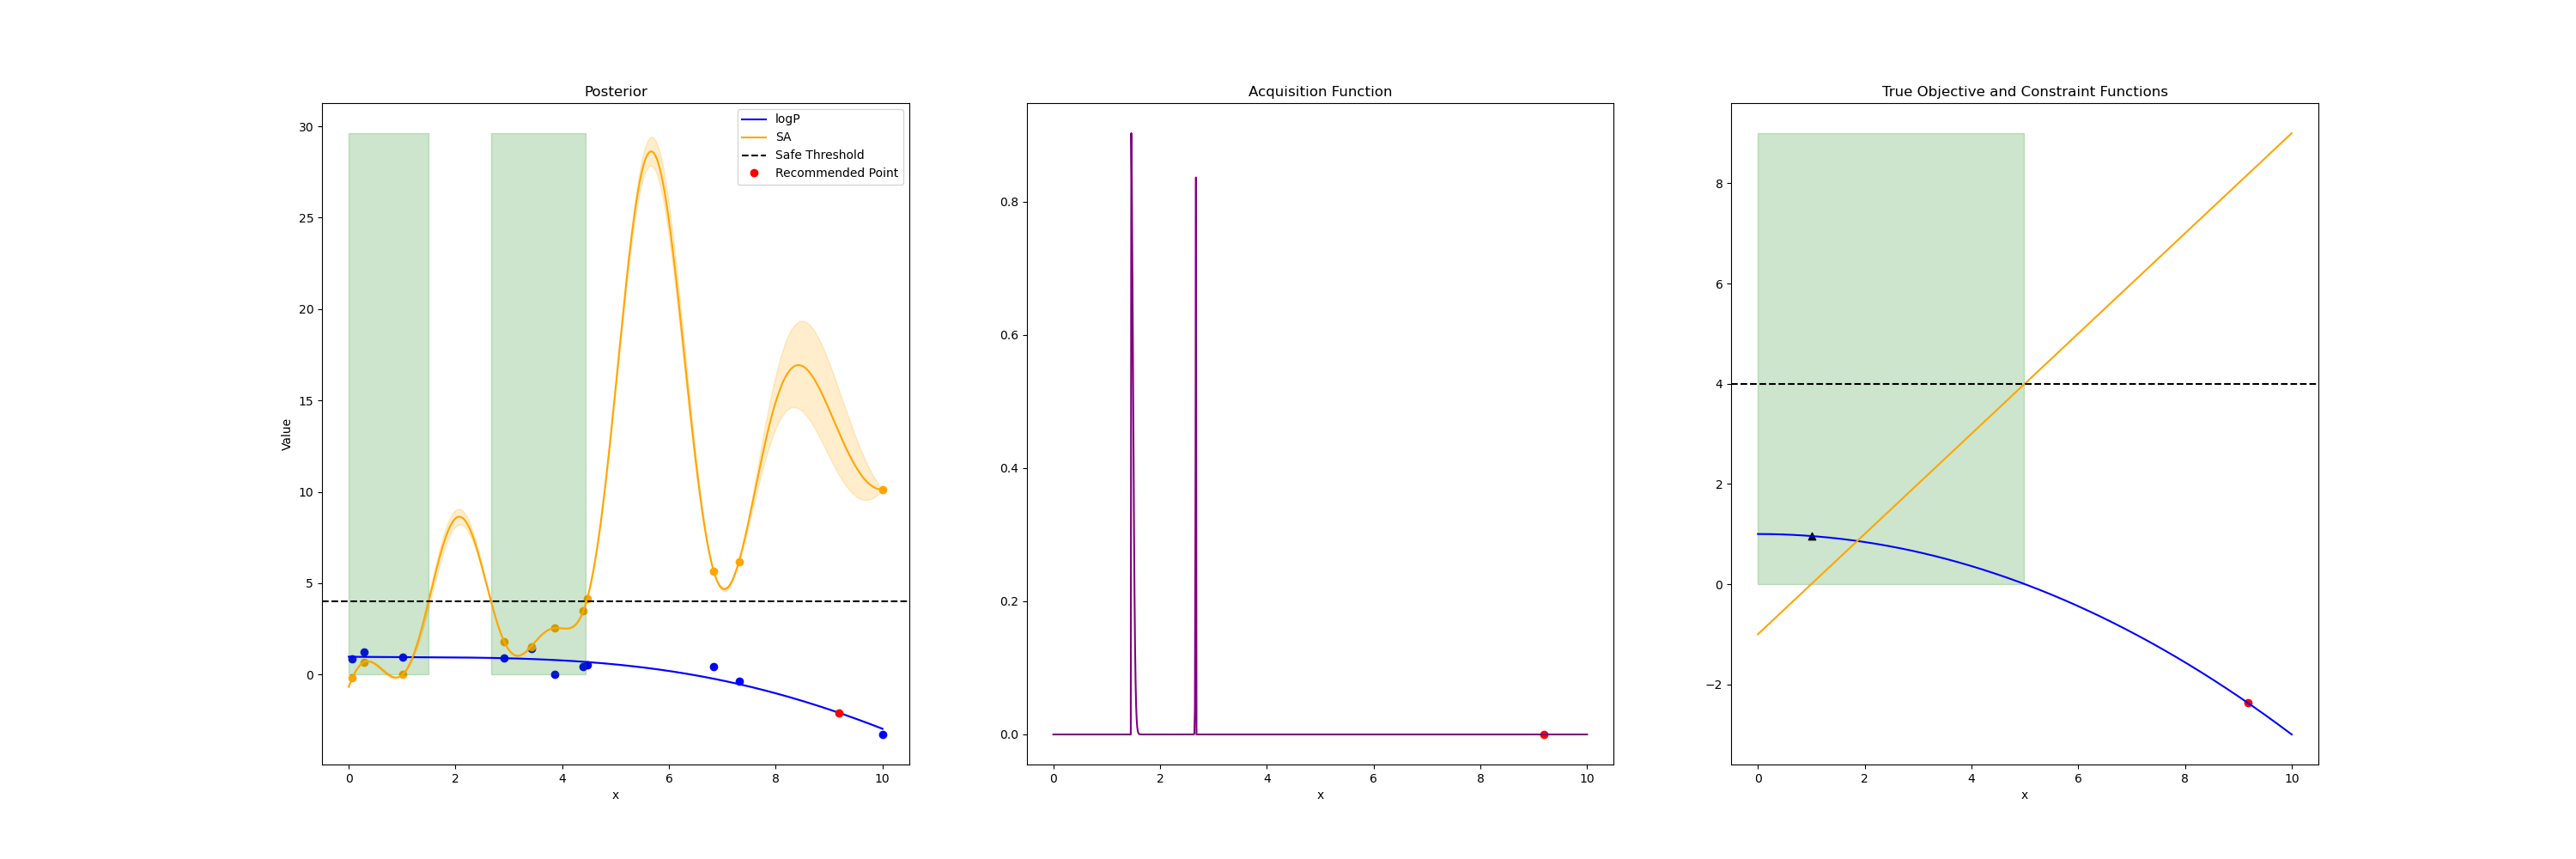 Posterior
logP
SA
Safe Threshold
Recommended Point
30
25
20
15
10
5
0
Value
0 2 4 6 8 10
x
Acquisition Function
0.8
0.6
0.4
0.2
0.0
0 2 4 6 8 10
x
True Objective and Constraint Functions
8
6
4
2
0
−2
0 2 4 6 8 10
x